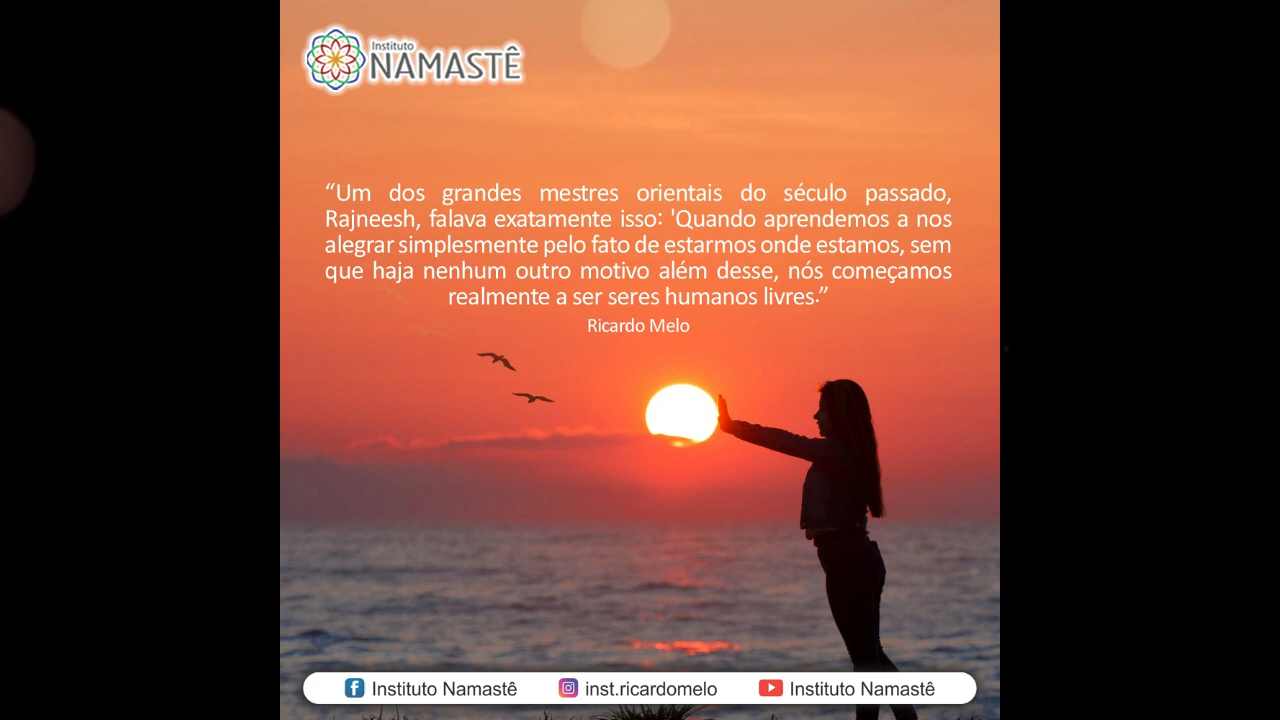 Instituto
NAMASTÊ
“Um dos grandes mestres orientais do século passado,
Rajneesh, falava exatamente isso: 'Quando aprendemos a nos
alegrar simplesmente pelo fato de estarmos onde estamos, sem
que haja nenhum outro motivo além desse, nós começamos
realmente a ser seres humanos livres.”
Ricardo Melo
Instituto Namastê inst.ricardomelo Instituto Namastê